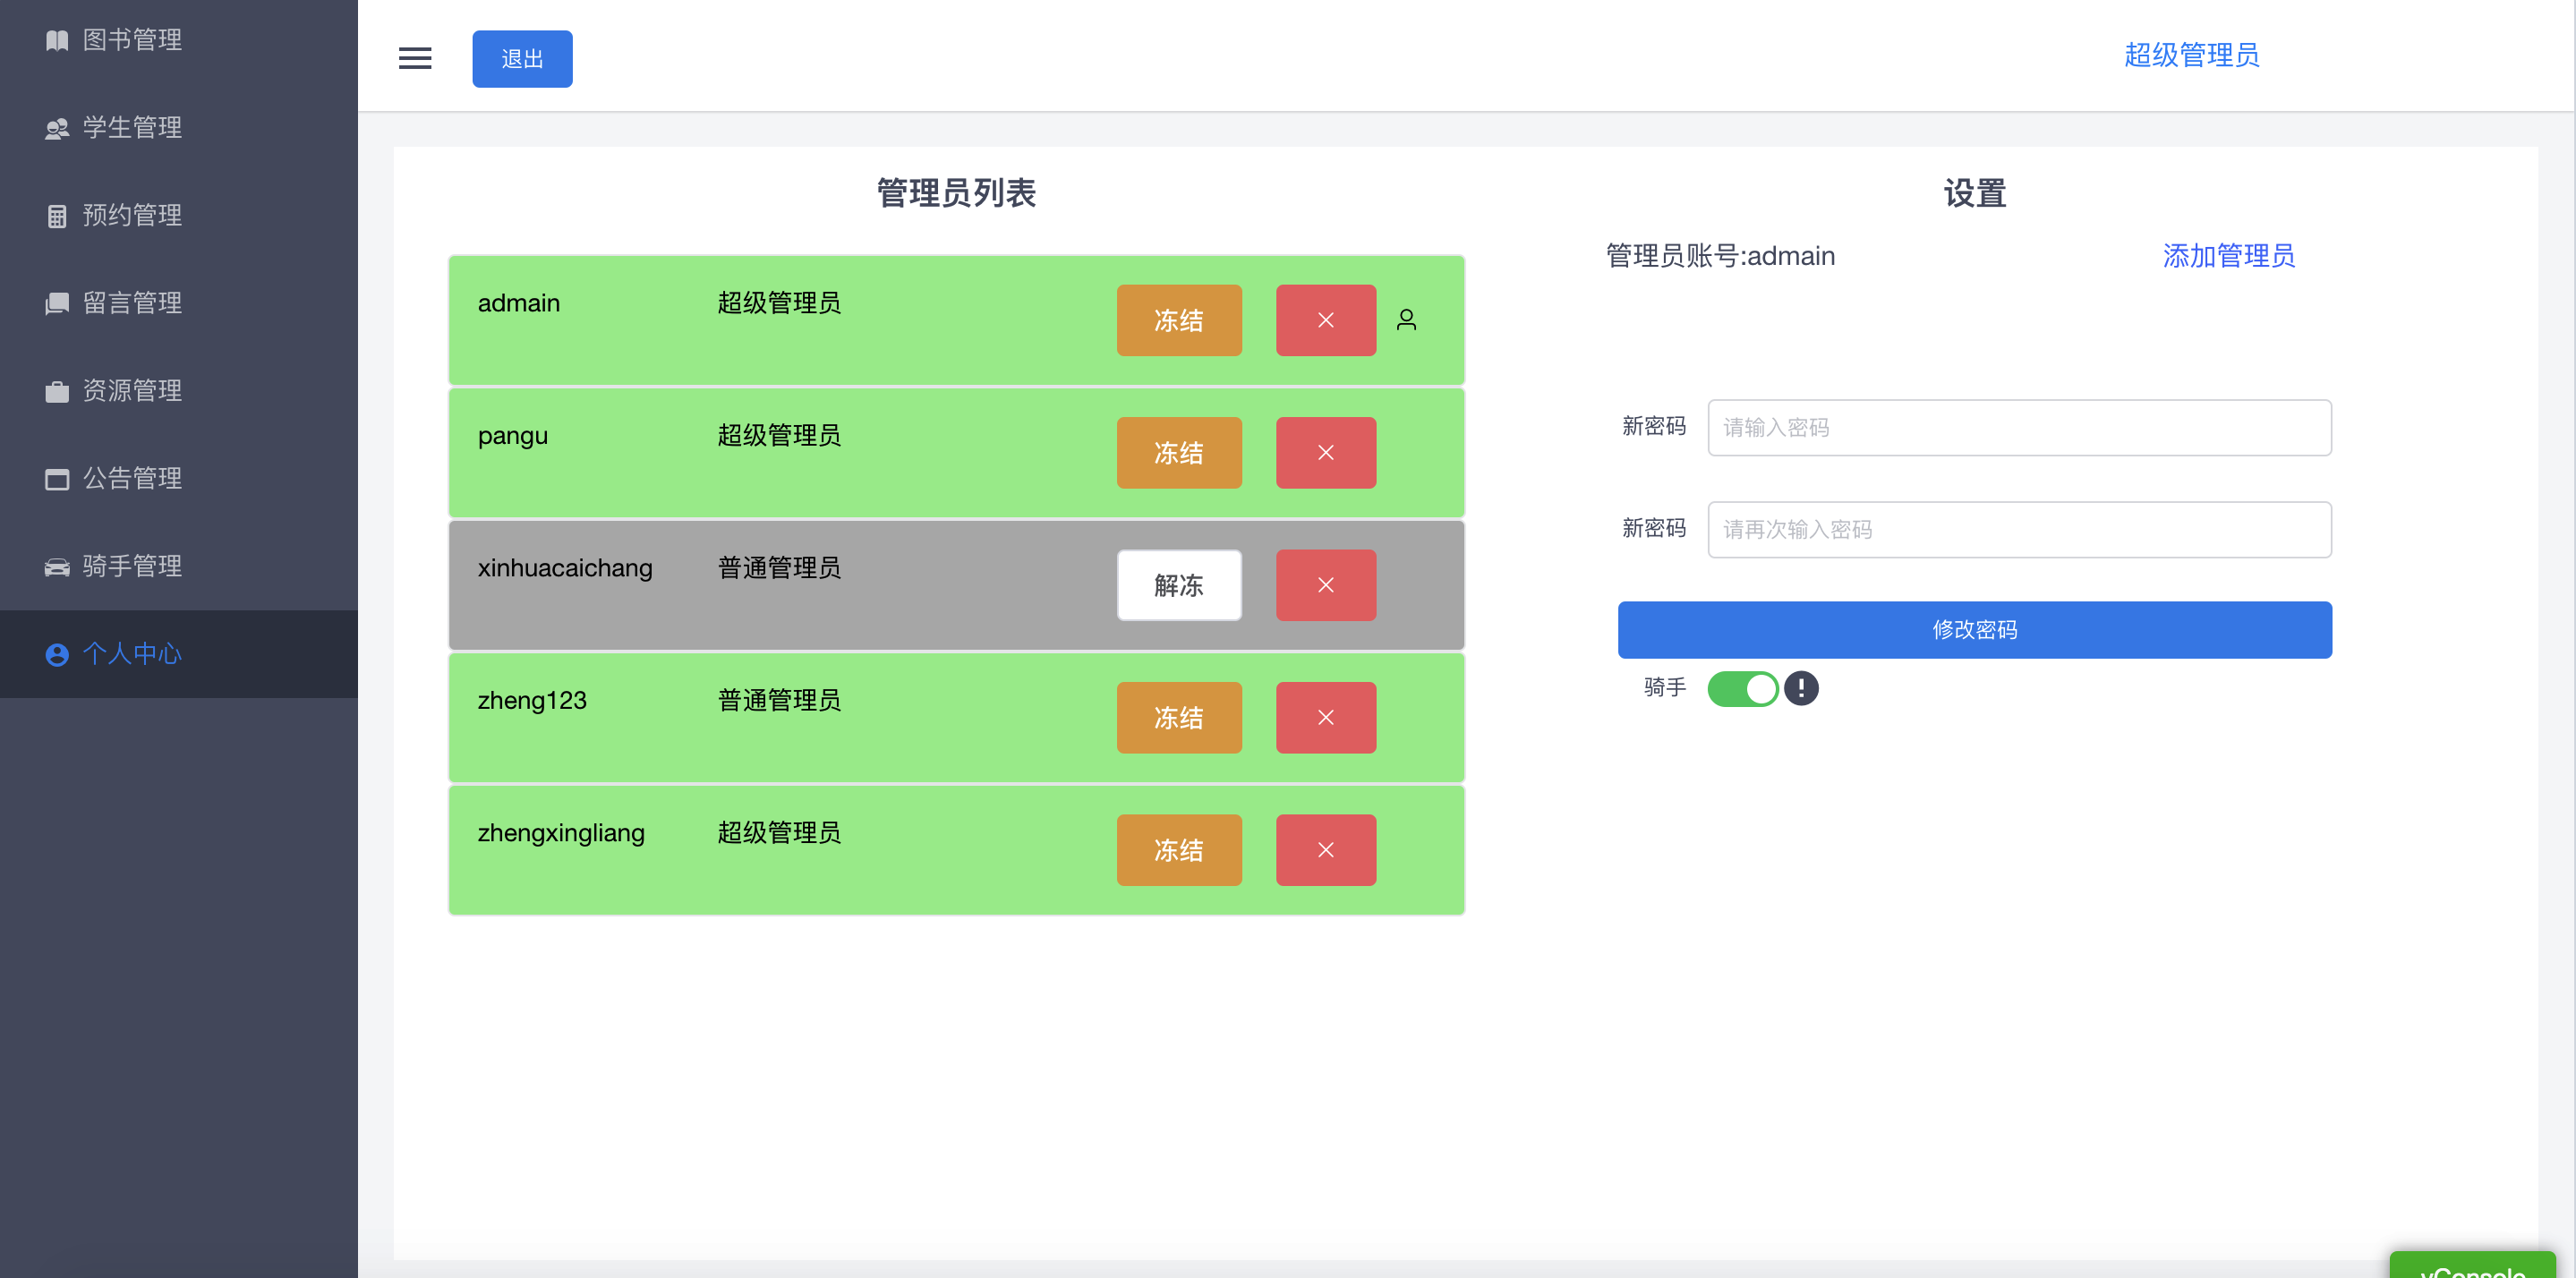 图书管理
学生管理
预约管理
留言管理
资源管理
公告管理
骑手管理
个人中心
退出
超级管理员
管理员列表
admain 超级管理员 冻结
pangu 超级管理员 冻结
xinhuacaichang 普通管理员 解冻
zheng123 普通管理员 冻结
zhengxingliang 超级管理员 冻结
设置
管理员账号:admain 添加管理员
新密码 请输入密码
新密码 请再次输入密码
修改密码
骑手
vConsole